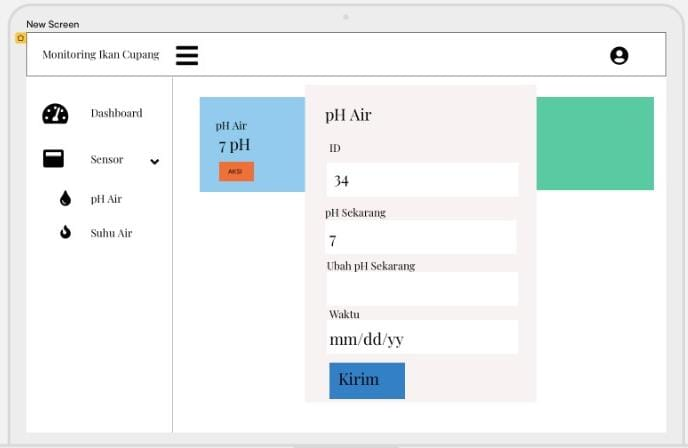 New Screen
Monitoring Ikan Cupang
Dashboard
Sensor
pH Air
Suhu Air
pH Air
7 pH
AKSI
pH Air
ID
34
pH Sekarang
7
Ubah pH Sekarang
Waktu
mm/dd/yy
Kirim